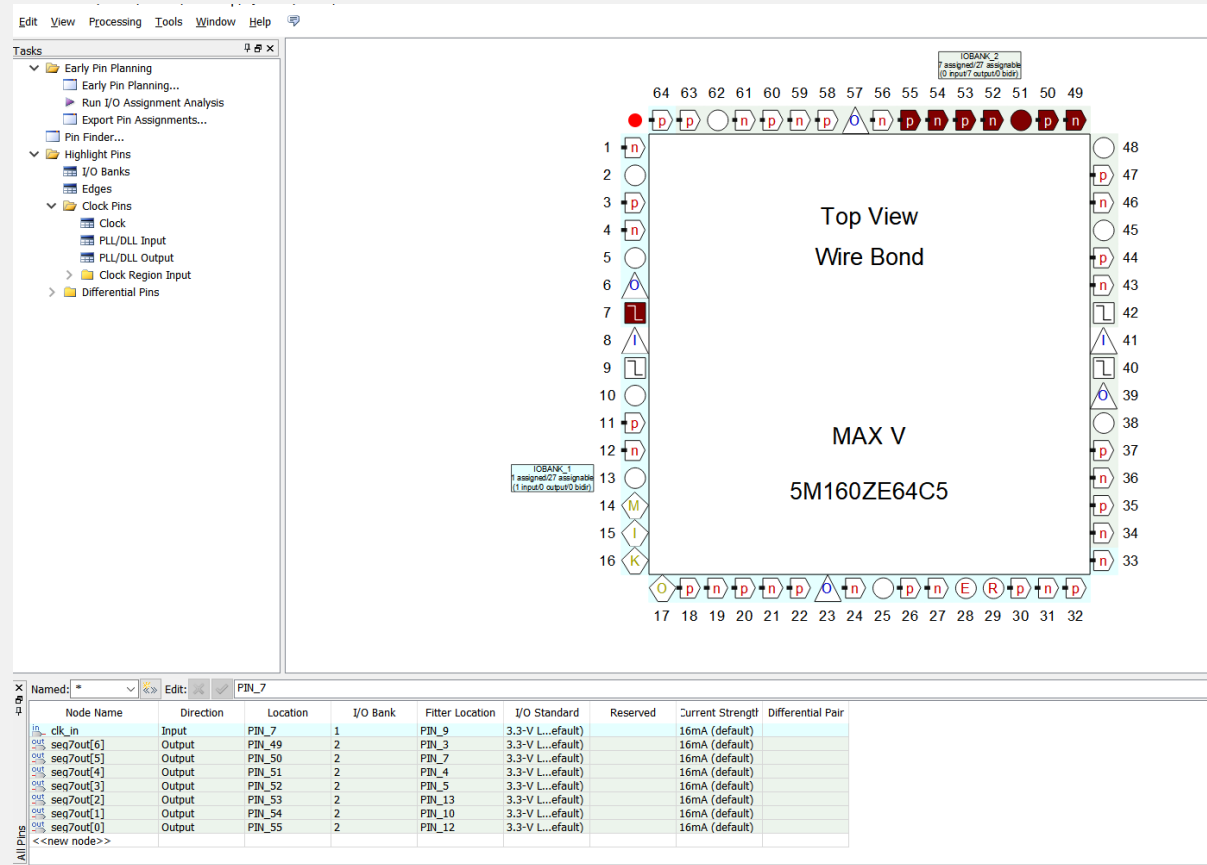 Edit View Processing Tools Window Help
Tasks
Early Pin Planning
Early Pin Planning...
Run I/O Assignment Analysis
Export Pin Assignments...
Pin Finder...
Highlight Pins
I/O Banks
Edges
Clock Pins
Clock
PLL/DLL Input
PLL/DLL Output
Clock Region Input
Differential Pins
IOBANK_2
7 assigned/27 assignable
(0 input/7 output/0 bidir)
64 63 62 61 60 59 58 57 56 55 54 53 52 51 50 49
p p n p n p O n p n p n p n
1 n 48
2 p 47
3 p n 46
4 n 45
5 p 44
6 O n 43
7 42
8 I I 41
9 40
10 O 39
11 p 38
12 n p 37
13 n 36
14 M p 35
15 I n 34
16 K n 33
Top View
Wire Bond
MAX V
5M160ZE64C5
IOBANK_1
1 assigned/27 assignable
(1 input/0 output/0 bidir)
O p n p n p O n p n E R p n p
17 18 19 20 21 22 23 24 25 26 27 28 29 30 31 32
Named: * «» Edit: PIN_7
Node Name Direction Location I/O Bank Fitter Location I/O Standard Reserved Current Strength Differential Pair
in clk_in Input PIN_7 1 PIN_9 3.3-V L...efault) 16mA (default)
out seg7out[6] Output PIN_49 2 PIN_3 3.3-V L...efault) 16mA (default)
out seg7out[5] Output PIN_50 2 PIN_7 3.3-V L...efault) 16mA (default)
out seg7out[4] Output PIN_51 2 PIN_4 3.3-V L...efault) 16mA (default)
out seg7out[3] Output PIN_52 2 PIN_5 3.3-V L...efault) 16mA (default)
out seg7out[2] Output PIN_53 2 PIN_13 3.3-V L...efault) 16mA (default)
out seg7out[1] Output PIN_54 2 PIN_10 3.3-V L...efault) 16mA (default)
out seg7out[0] Output PIN_55 2 PIN_12 3.3-V L...efault) 16mA (default)
<<new node>>
All Pins